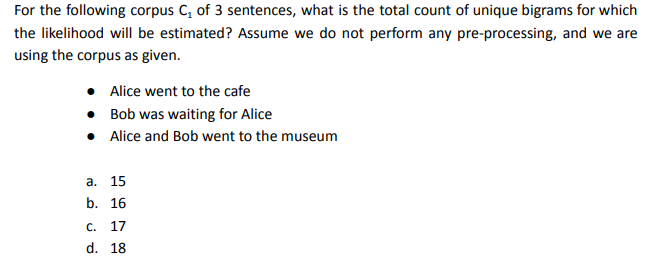 For the following corpus C₁ of 3 sentences, what is the total count of unique bigrams for which
the likelihood will be estimated? Assume we do not perform any pre-processing, and we are
using the corpus as given.
● Alice went to the cafe
● Bob was waiting for Alice
● Alice and Bob went to the museum
a. 15
b. 16
c. 17
d. 18